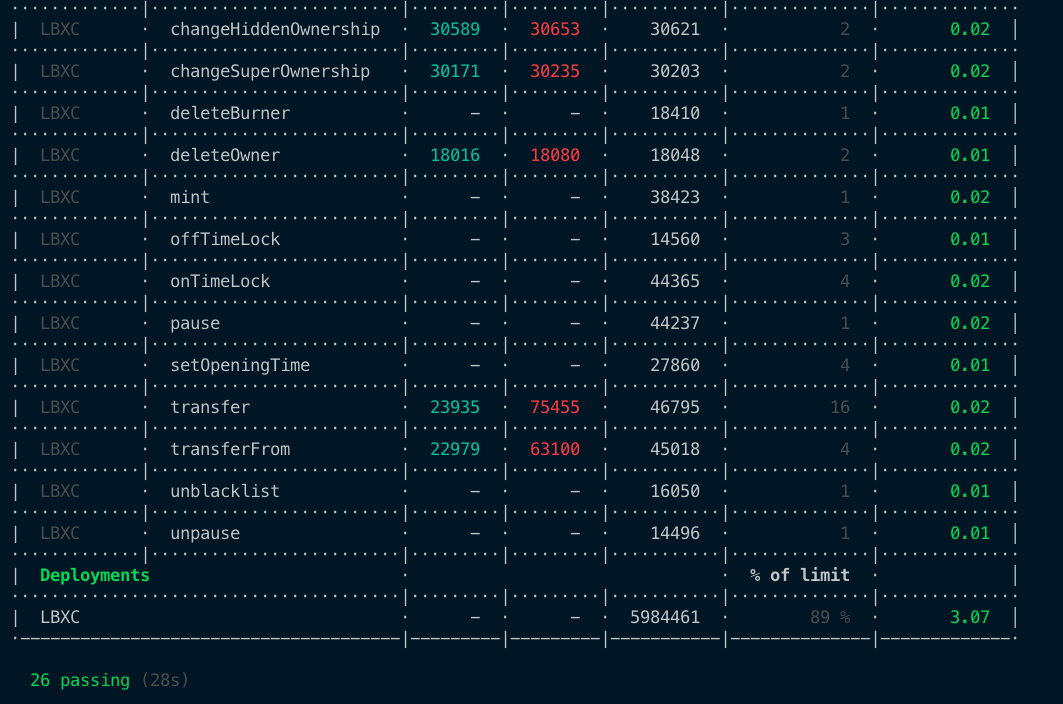 | LBXC · changeHiddenOwnership · 30589 · 30653 · 30621 · 2 · 0.02 |
| LBXC · changeSuperOwnership · 30171 · 30235 · 30203 · 2 · 0.02 |
| LBXC · deleteBurner · – · – · 18410 · 1 · 0.01 |
| LBXC · deleteOwner · 18016 · 18080 · 18048 · 2 · 0.01 |
| LBXC · mint · – · – · 38423 · 1 · 0.02 |
| LBXC · offTimeLock · – · – · 14560 · 3 · 0.01 |
| LBXC · onTimeLock · – · – · 44365 · 4 · 0.02 |
| LBXC · pause · – · – · 44237 · 1 · 0.02 |
| LBXC · setOpeningTime · – · – · 27860 · 4 · 0.01 |
| LBXC · transfer · 23935 · 75455 · 46795 · 16 · 0.02 |
| LBXC · transferFrom · 22979 · 63100 · 45018 · 4 · 0.02 |
| LBXC · unblacklist · – · – · 16050 · 1 · 0.01 |
| LBXC · unpause · – · – · 14496 · 1 · 0.01 |
| Deployments · · % of limit · |
| LBXC · – · – · 5984461 · 89 % · 3.07 |
26 passing (28s)